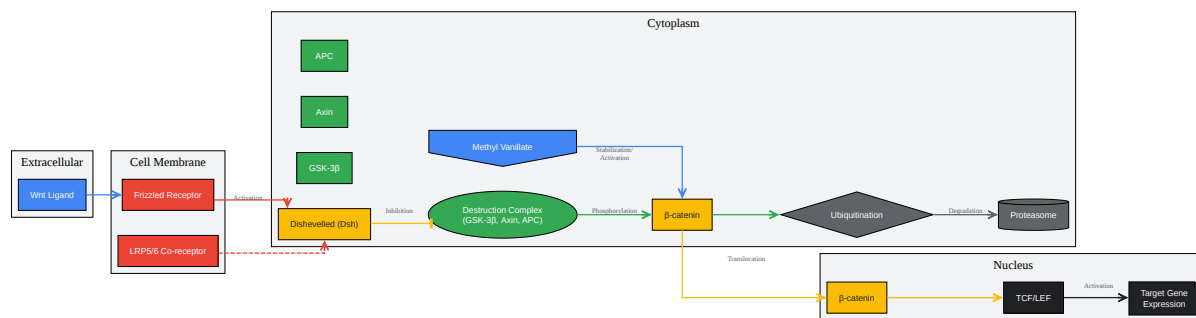 Cytoplasm
APC
Axin
GSK-3β
Extracellular
Wnt Ligand
Cell Membrane
Frizzled Receptor
LRP5/6 Co-receptor
Activation
Dishevelled (Dsh)
Inhibition
Methyl Vanillate
Stabilization/
Activation
Destruction Complex
(GSK-3β, Axin, APC)
Phosphorylation
β-catenin
Ubiquitination
Degradation
Proteasome
Translocation
Nucleus
β-catenin
TCF/LEF
Activation
Target Gene
Expression